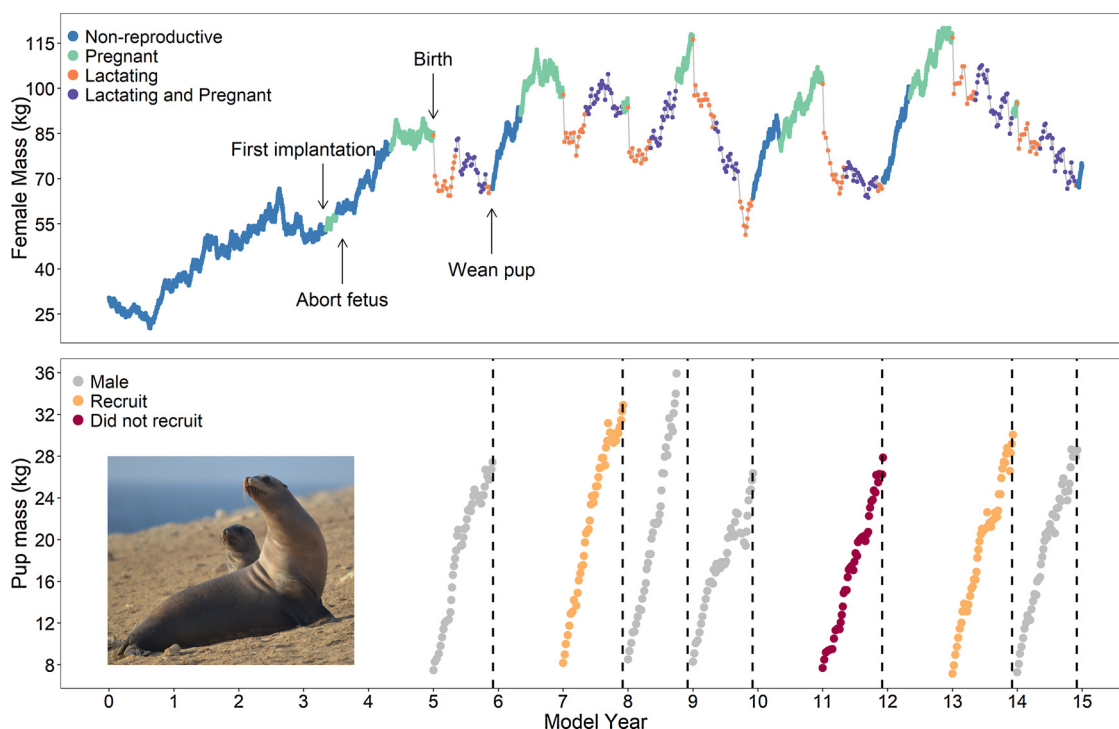 Non-reproductive
Pregnant
Lactating
Lactating and Pregnant
Birth
First implantation
Abort fetus
Wean pup
Female Mass (kg)
115
100
85
70
55
40
25
Male
Recruit
Did not recruit
Pup mass (kg)
36
32
28
24
20
16
12
8
0 1 2 3 4 5 6 7 8 9 10 11 12 13 14 15
Model Year